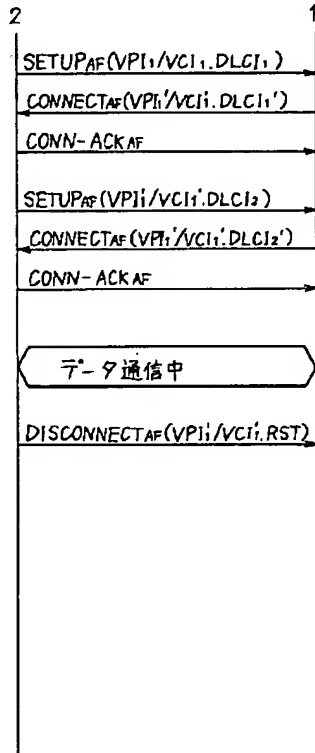 2 1
SETUPAF(VPI₁/VCI₁.DLCI₁)
CONNECTAF(VPI₁'/VCI₁'.DLCI₁')
CONN-ACKAF
SETUPAF(VPI₁'/VCI₁'.DLCI₂)
CONNECTAF(VPI₁'/VCI₁'.DLCI₂')
CONN-ACKAF
データ通信中
DISCONNECTAF(VPI₁'/VCI₁'.RST)